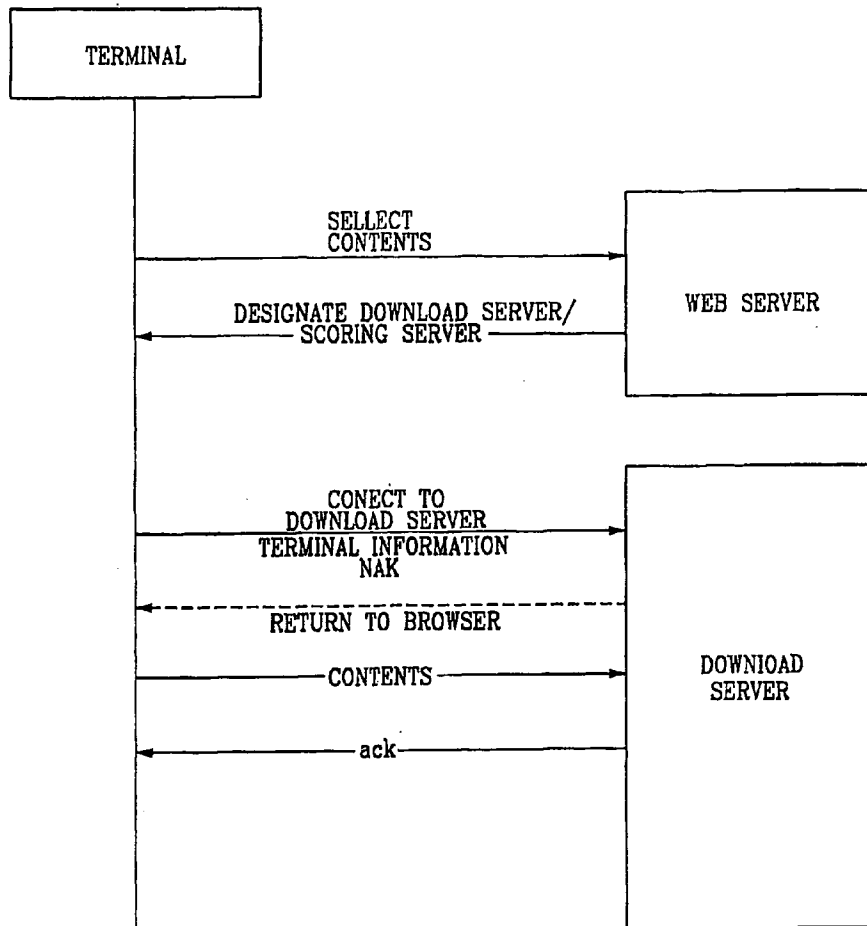 TERMINAL
SELLECT
CONTENTS
WEB SERVER
DESIGNATE DOWNLOAD SERVER/
SCORING SERVER
CONECT TO
DOWNLOAD SERVER
TERMINAL INFORMATION
NAK
RETURN TO BROWSER
CONTENTS
DOWNIOAD
SERVER
ack